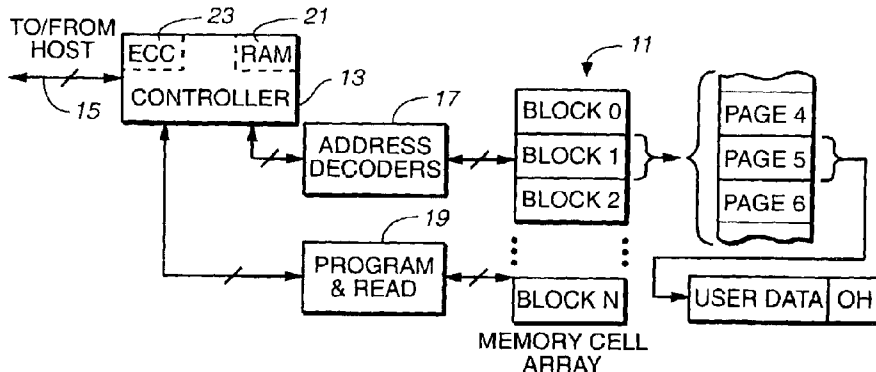 TO/FROM
HOST
15
23
21
ECC
RAM
CONTROLLER
13
17
ADDRESS
DECODERS
19
PROGRAM
& READ
11
BLOCK 0
BLOCK 1
BLOCK 2
BLOCK N
MEMORY CELL
ARRAY
PAGE 4
PAGE 5
PAGE 6
USER DATA
OH